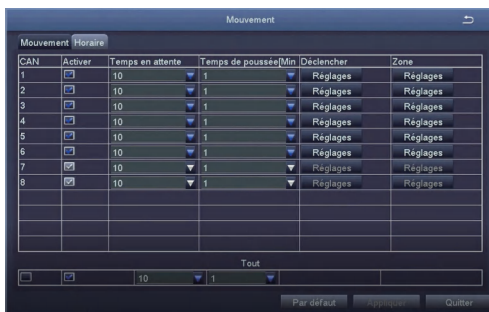 Mouvement
Mouvement Horaire
CAN Activer Temps en attente Temps de poussée[Min Déclencher Zone
1 10 1 Réglages Réglages
2 10 1 Réglages Réglages
3 10 1 Réglages Réglages
4 10 1 Réglages Réglages
5 10 1 Réglages Réglages
6 10 1 Réglages Réglages
7 10 1 Réglages Réglages
8 10 1 Réglages Réglages
Tout
10 1
Par défaut Appliquer Quitter